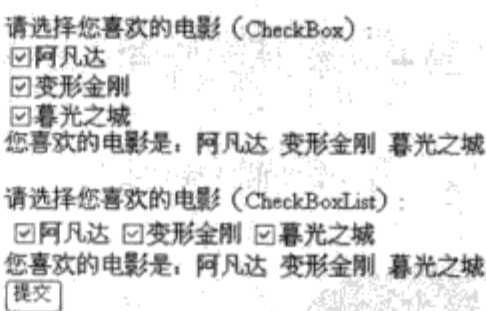 请选择您喜欢的电影（CheckBox）：
☑阿凡达
☑变形金刚
☑暮光之城
您喜欢的电影是：阿凡达 变形金刚 暮光之城
请选择您喜欢的电影（CheckBoxList）：
☑阿凡达 ☑变形金刚 ☑暮光之城
您喜欢的电影是：阿凡达 变形金刚 暮光之城
提交